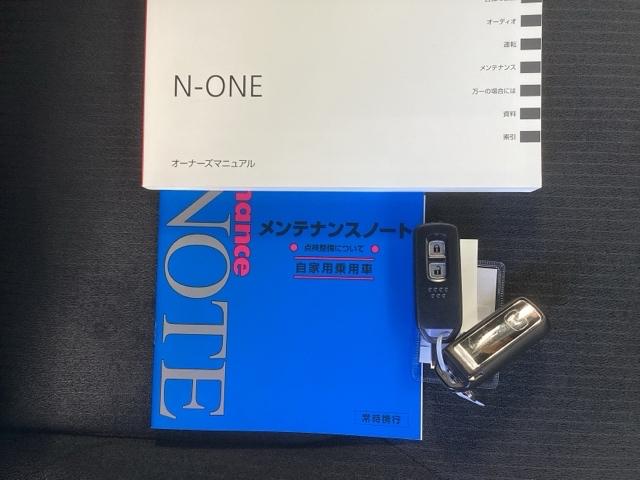 オーディオ
運転
メンテナンス
万一の場合には
資料
索引
N-ONE
オーナーズマニュアル
nance
NOTE
メンテナンスノート
点検整備について
自家用乗用車
常時携行